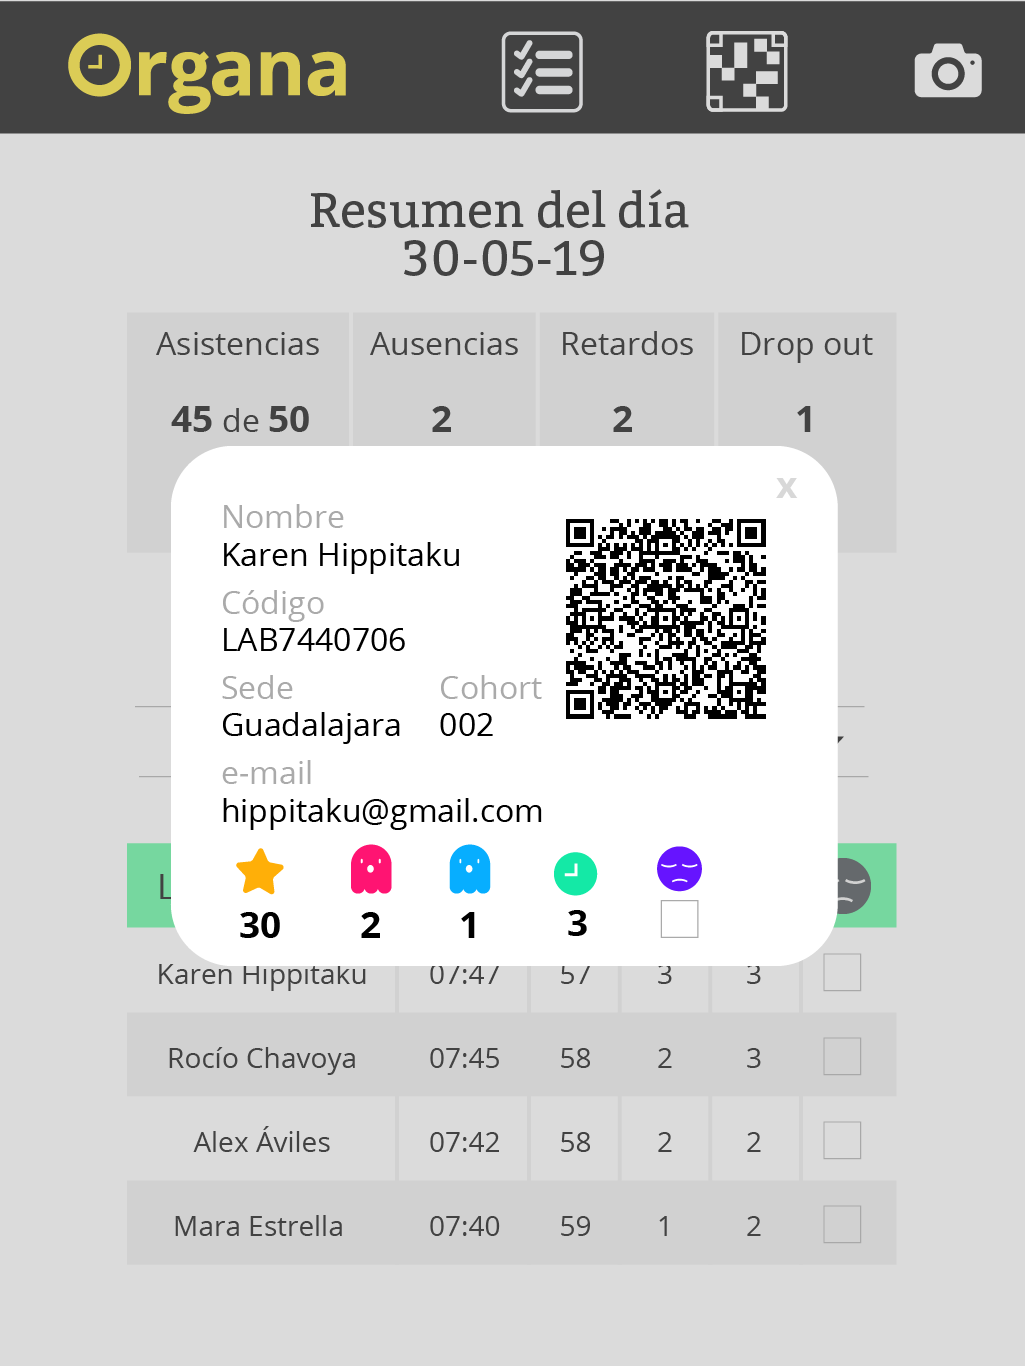 Organa
Resumen del día
30-05-19
Asistencias Ausencias Retardos Drop out
45 de 50 2 2 1
x
Nombre
Karen Hippitaku
Código
LAB7440706
Sede Cohort
Guadalajara 002
e-mail
hippitaku@gmail.com
30 2 1 3
Karen Hippitaku 07:47 57 3 3
Rocío Chavoya 07:45 58 2 3
Alex Áviles 07:42 58 2 2
Mara Estrella 07:40 59 1 2